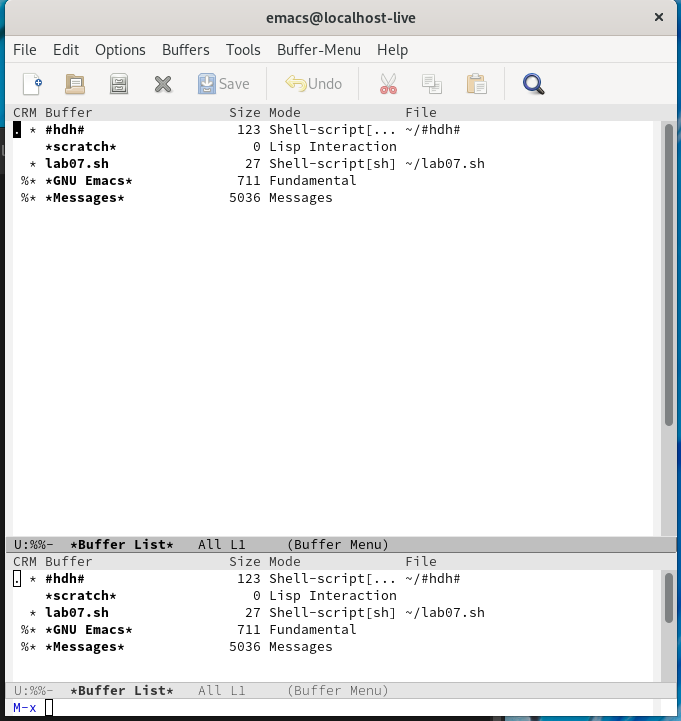 emacs@localhost-live ×
File Edit Options Buffers Tools Buffer-Menu Help
Save Undo
CRM Buffer Size Mode File
. * #hdh# 123 Shell-script[... ~/#hdh#
*scratch* 0 Lisp Interaction
* lab07.sh 27 Shell-script[sh] ~/lab07.sh
%* *GNU Emacs* 711 Fundamental
%* *Messages* 5036 Messages
U:%%- *Buffer List* All L1 (Buffer Menu)
CRM Buffer Size Mode File
. * #hdh# 123 Shell-script[... ~/#hdh#
*scratch* 0 Lisp Interaction
* lab07.sh 27 Shell-script[sh] ~/lab07.sh
%* *GNU Emacs* 711 Fundamental
%* *Messages* 5036 Messages
U:%%- *Buffer List* All L1 (Buffer Menu)
M-x